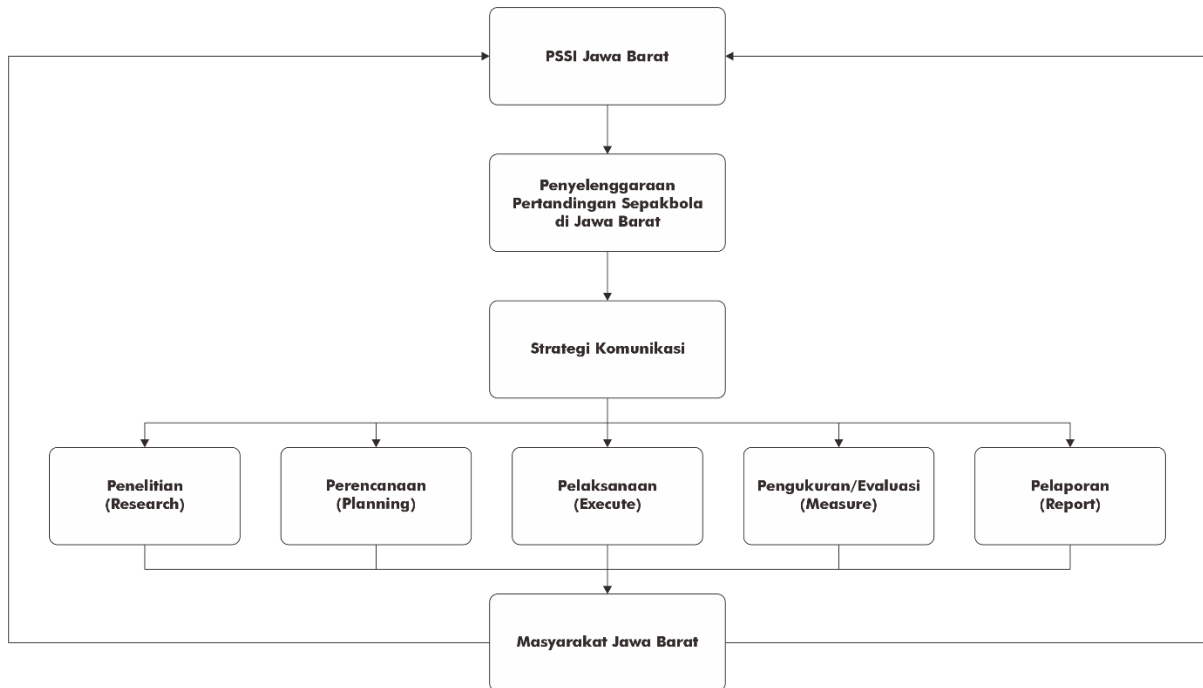 PSSI Jawa Barat
Penyelenggaraan
Pertandingan Sepakbola
di Jawa Barat
Strategi Komunikasi
Penelitian
(Research)
Perencanaan
(Planning)
Pelaksanaan
(Execute)
Pengukuran/Evaluasi
(Measure)
Pelaporan
(Report)
Masyarakat Jawa Barat